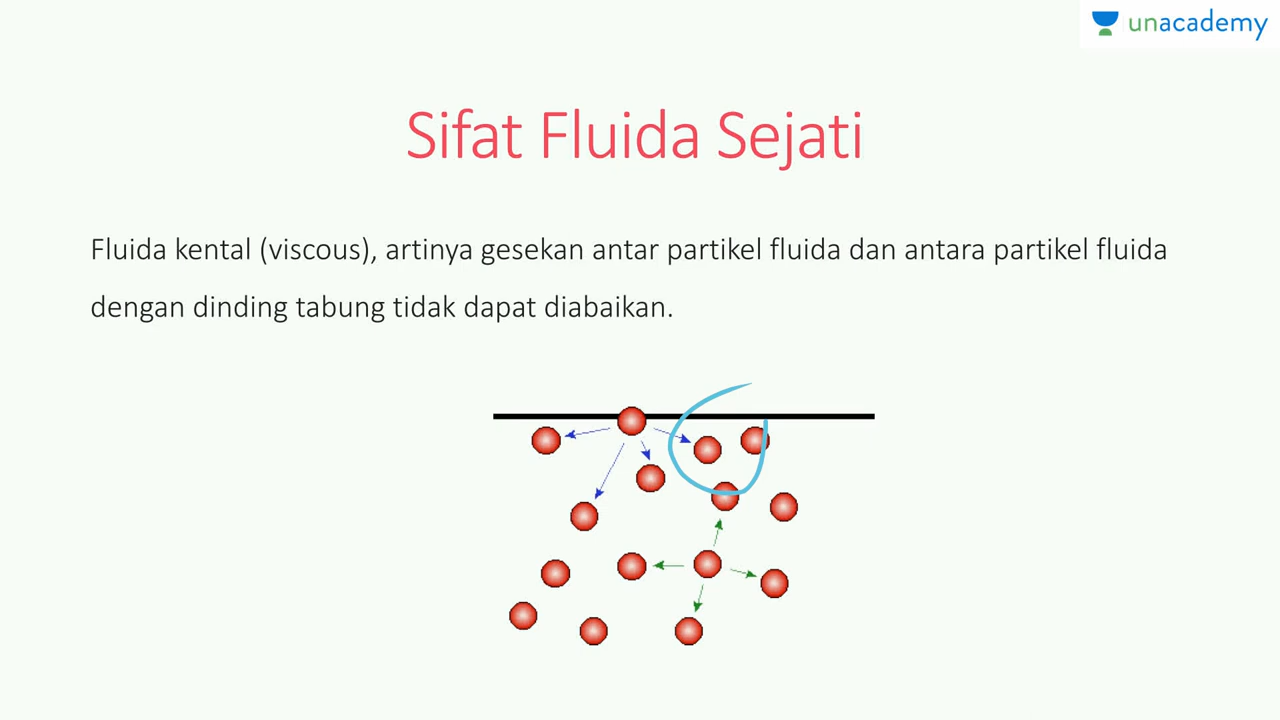 unacademy
Sifat Fluida Sejati
Fluida kental (viscous), artinya gesekan antar partikel fluida dan antara partikel fluida
dengan dinding tabung tidak dapat diabaikan.